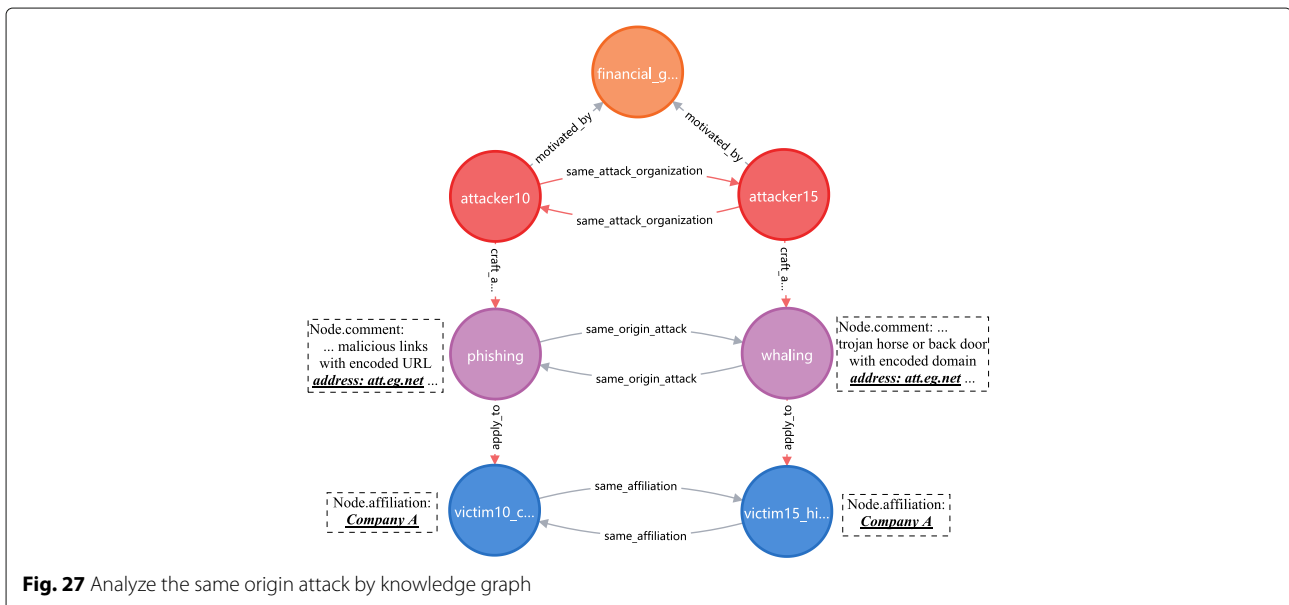 financial_g...
motivated_by
motivated_by
attacker10
same_attack_organization
attacker15
same_attack_organization
craft_a...
craft_a...
Node.comment:
... malicious links
with encoded URL
address: att.eg.net ...
phishing
same_origin_attack
same_origin_attack
whaling
Node.comment: ...
trojan horse or back door
with encoded domain
address: att.eg.net ...
apply_to
apply_to
Node.affiliation:
Company A
victim10_c...
same_affiliation
same_affiliation
victim15_hi...
Node.affiliation:
Company A
Fig. 27 Analyze the same origin attack by knowledge graph